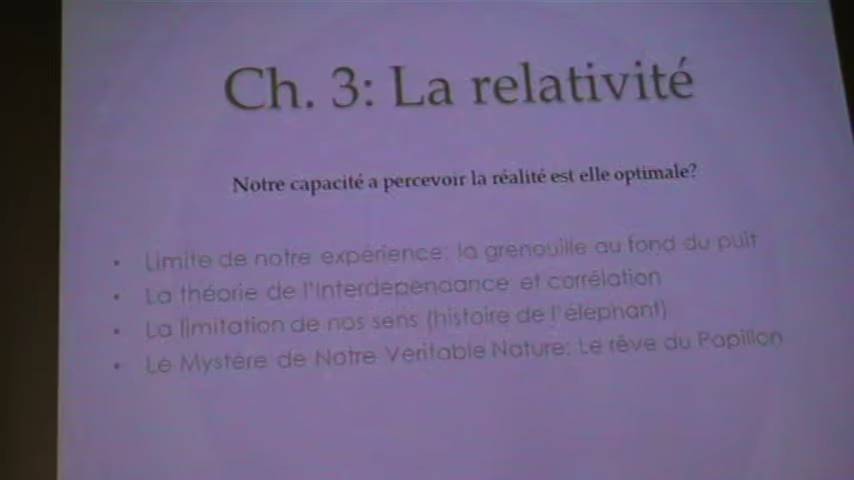 Ch. 3: La relativité
Notre capacité a percevoir la réalité est elle optimale?
• Limite de notre expérience: la grenouille au fond du puit
• La théorie de l'Interdependance et corrélation
• La limitation de nos sens (histoire de l'éléphant)
• Le Mystére de Notre Veritable Nature: Le rêve du Papillon